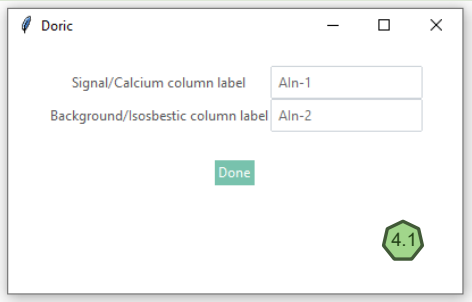 Doric
Signal/Calcium column label AIn-1
Background/Isosbestic column label AIn-2
Done
4.1